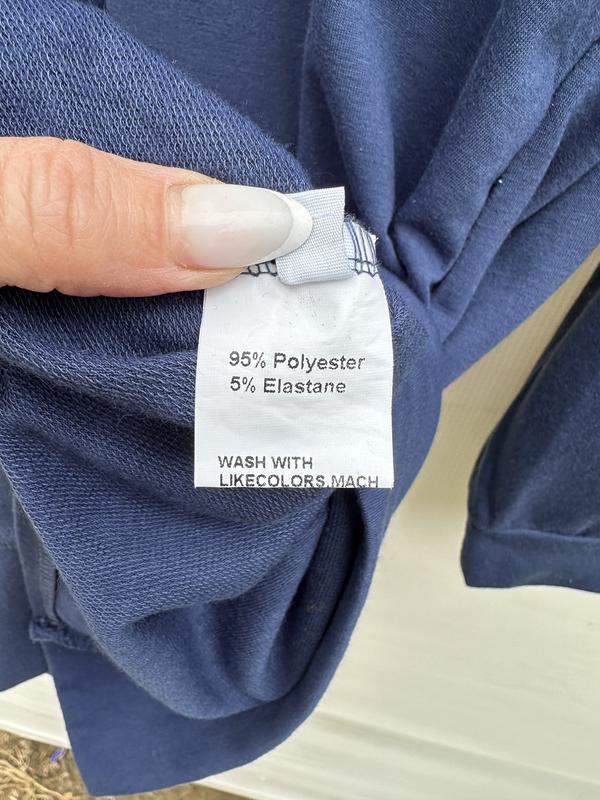 95% Polyester
5% Elastane
WASH WITH
LIKECOLORS.MACH